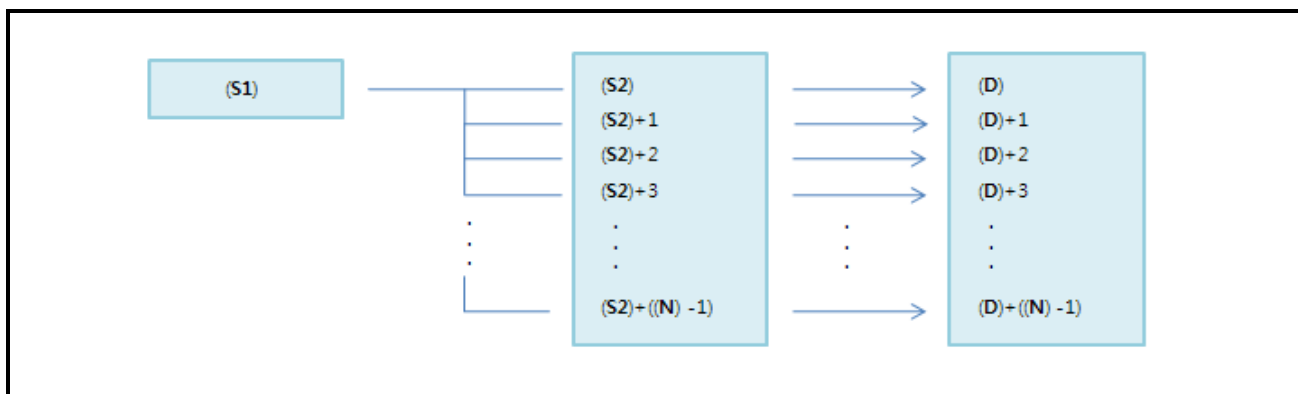 (S1)
(S2)
(D)
(S2)+1
(D)+1
(S2)+2
(D)+2
(S2)+3
(D)+3
(S2)+((N) -1)
(D)+((N) -1)